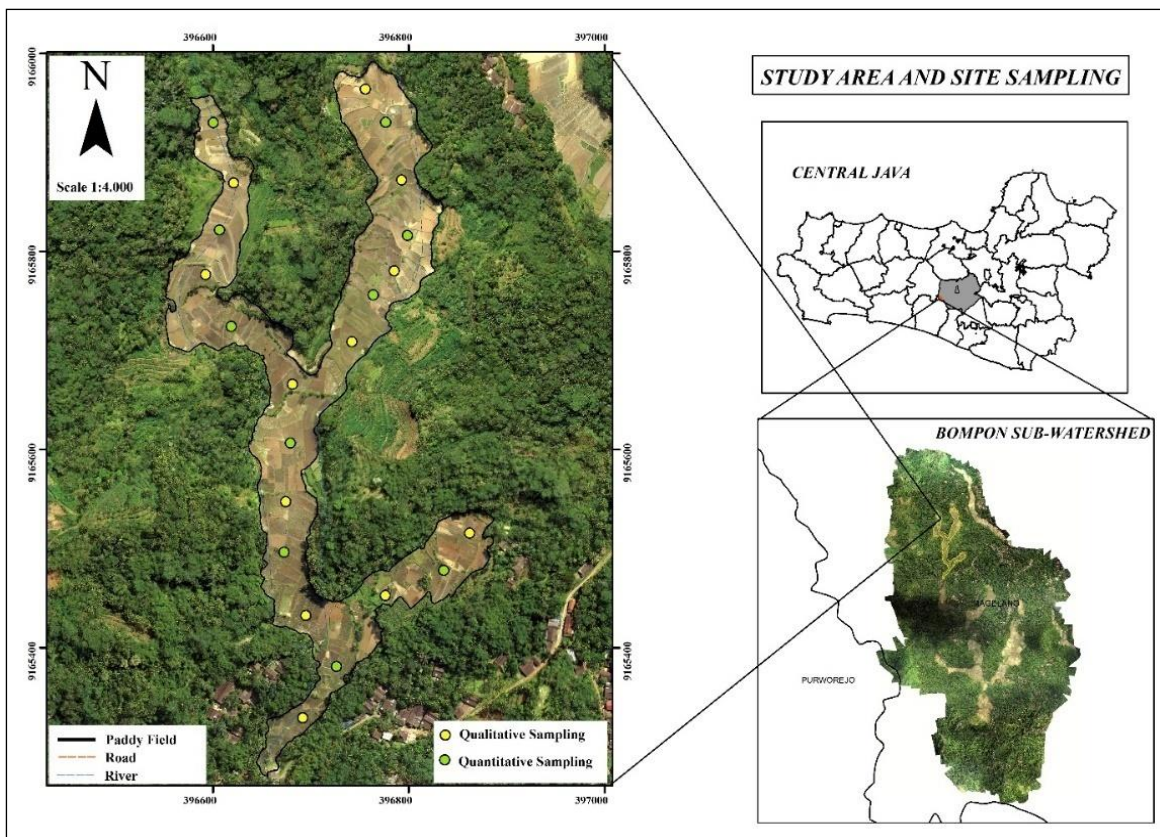 396600 396800 397000
9166000
N
Scale 1:4.000
9165800
9165800
9165600
9165600
9165400
9165400
Paddy Field
Road
River
Qualitative Sampling
Quantitative Sampling
396600 396800 397000
STUDY AREA AND SITE SAMPLING
CENTRAL JAVA
BOMPON SUB-WATERSHED
MAGELANG
PURWOREJO